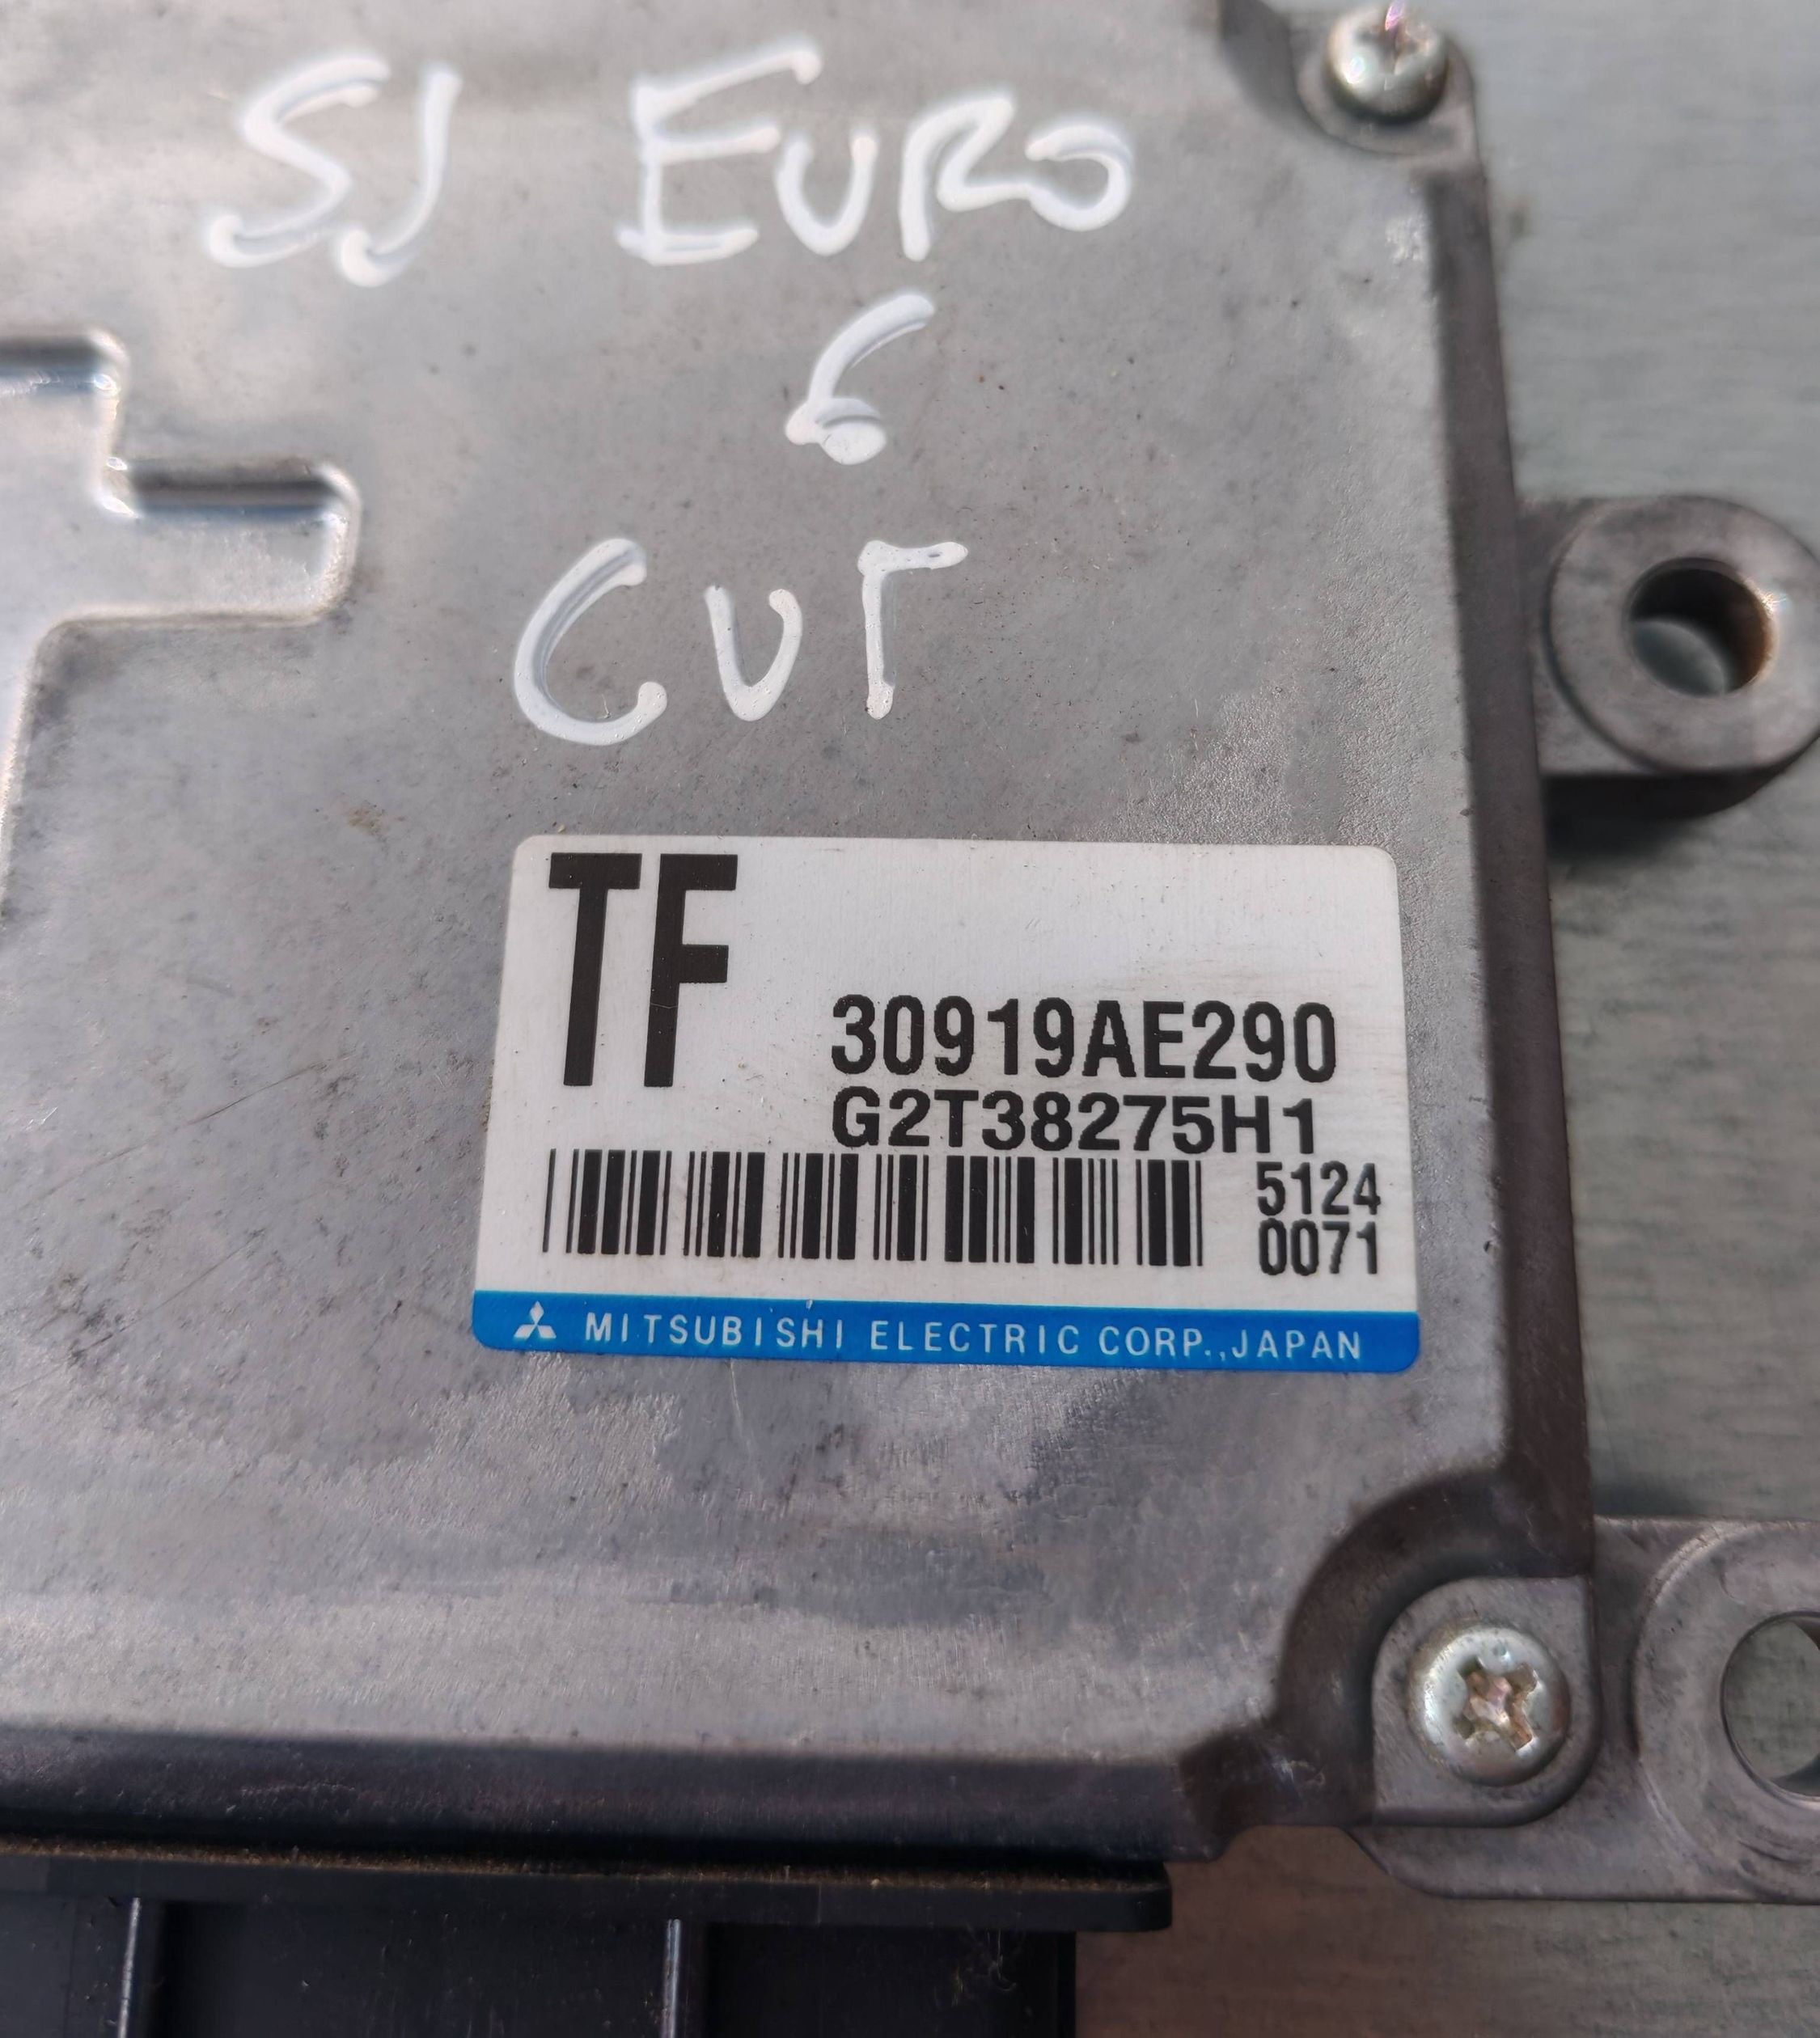 SJ EURO
6
CVT
TF
30919AE290
G2T38275H1
5124
0071
MITSUBISHI ELECTRIC CORP.,JAPAN